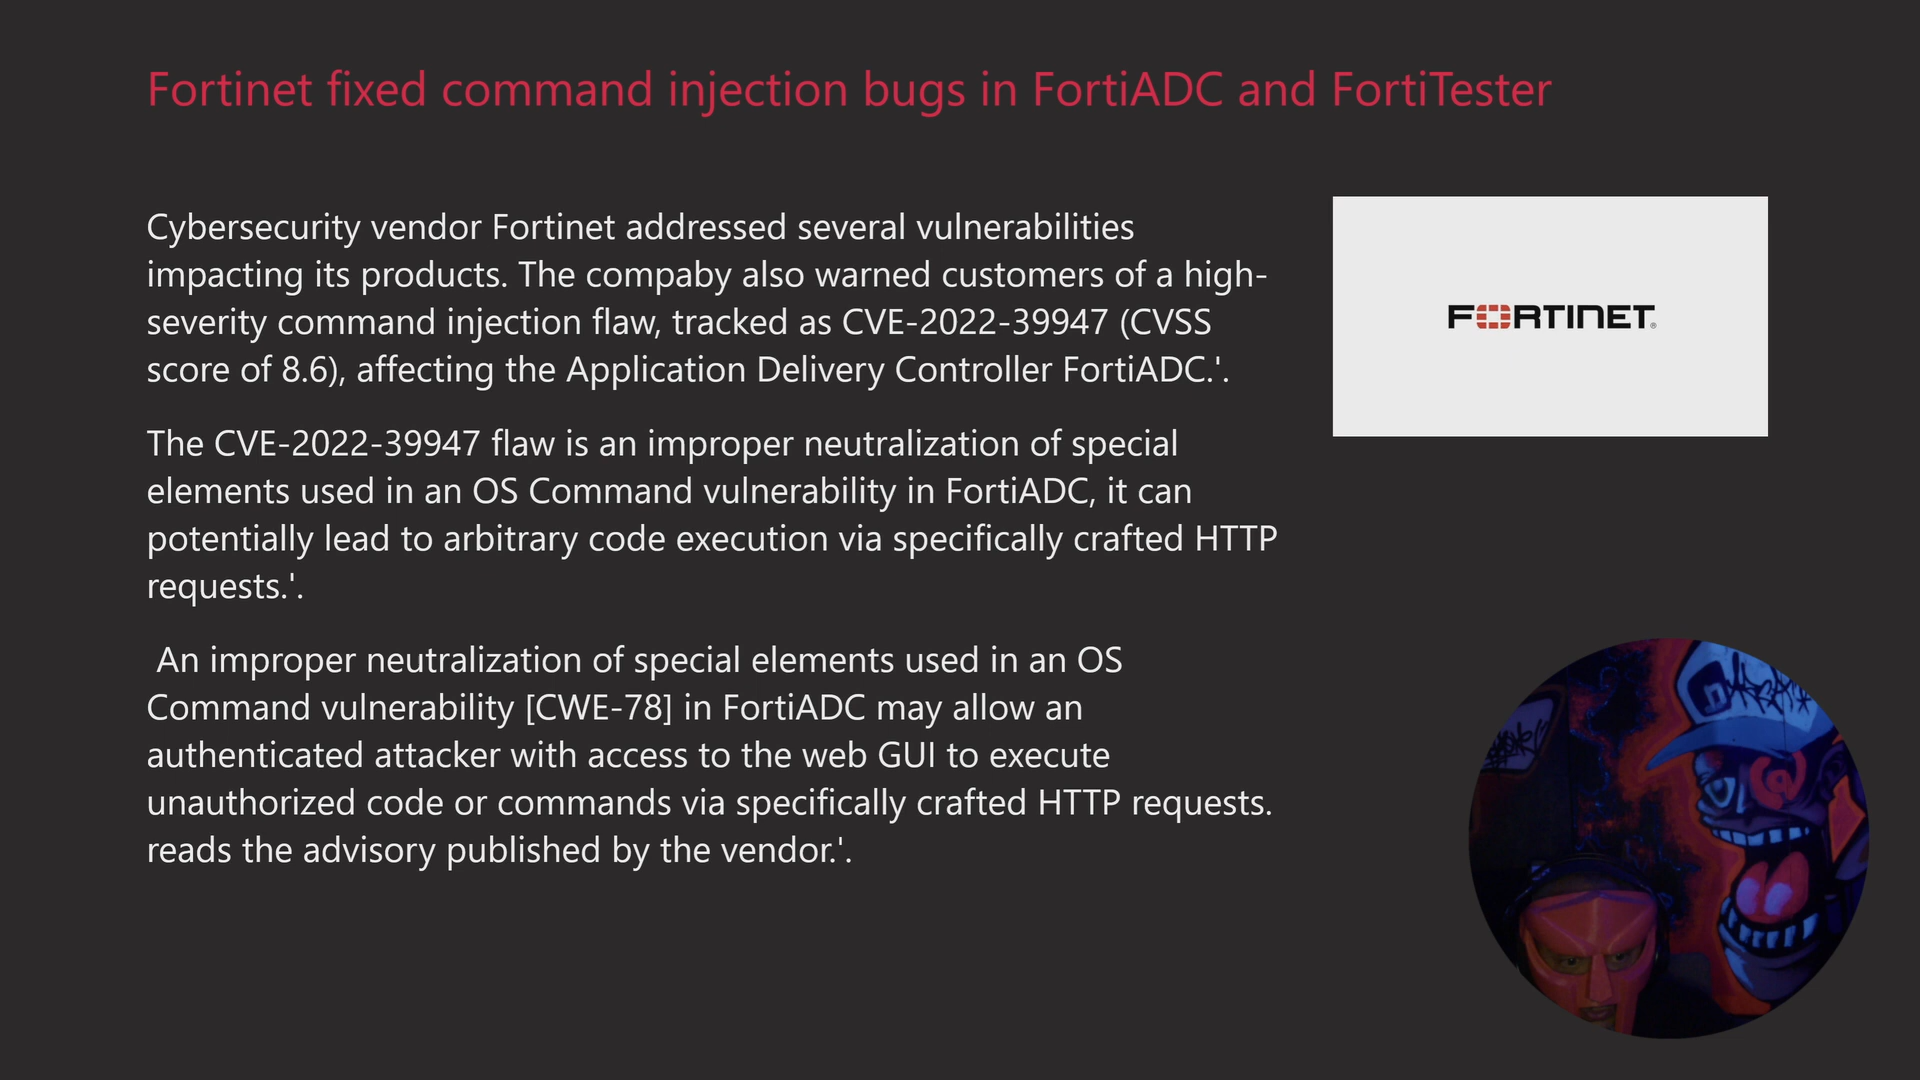 Fortinet fixed command injection bugs in FortiADC and FortiTester
Cybersecurity vendor Fortinet addressed several vulnerabilities
impacting its products. The compaby also warned customers of a high-
severity command injection flaw, tracked as CVE-2022-39947 (CVSS
score of 8.6), affecting the Application Delivery Controller FortiADC.'.
The CVE-2022-39947 flaw is an improper neutralization of special
elements used in an OS Command vulnerability in FortiADC, it can
potentially lead to arbitrary code execution via specifically crafted HTTP
requests.'.
An improper neutralization of special elements used in an OS
Command vulnerability [CWE-78] in FortiADC may allow an
authenticated attacker with access to the web GUI to execute
unauthorized code or commands via specifically crafted HTTP requests.
reads the advisory published by the vendor.'.
FORTINET®